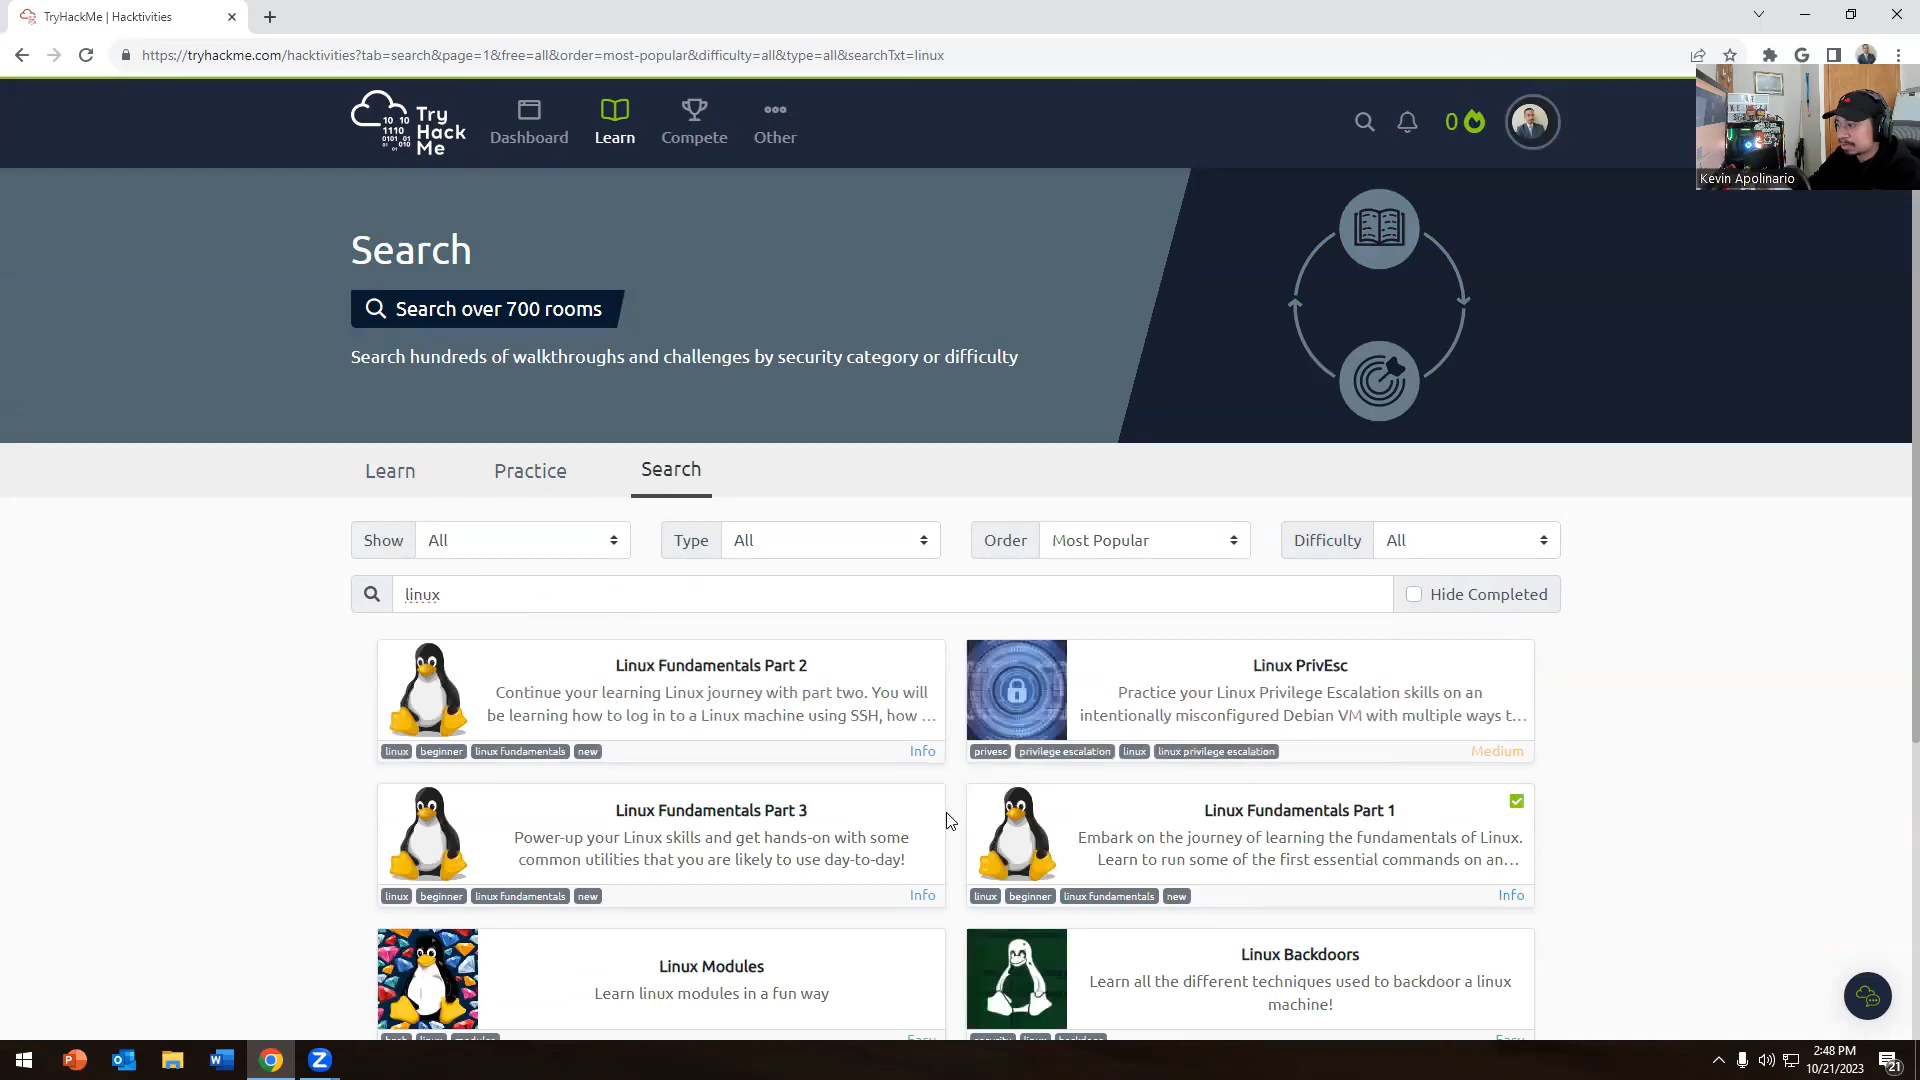 TryHackMe | Hacktivities
https://tryhackme.com/hacktivities?tab=search&page=1&free=all&order=most-popular&difficulty=all&type=all&searchTxt=linux
Try
Hack
Me
10 10
1110
0101 01
01 010
Dashboard
Learn
Compete
Other
0
Kevin Apolinario
Search
Search over 700 rooms
Search hundreds of walkthroughs and challenges by security category or difficulty
Learn Practice Search
Show All Type All Order Most Popular Difficulty All
linux Hide Completed
Linux Fundamentals Part 2
Continue your learning Linux journey with part two. You will
be learning how to log in to a Linux machine using SSH, how ...
linux beginner linux fundamentals new Info
Linux PrivEsc
Practice your Linux Privilege Escalation skills on an
intentionally misconfigured Debian VM with multiple ways t...
privesc privilege escalation linux linux privilege escalation Medium
Linux Fundamentals Part 3
Power-up your Linux skills and get hands-on with some
common utilities that you are likely to use day-to-day!
linux beginner linux fundamentals new Info
Linux Fundamentals Part 1
Embark on the journey of learning the fundamentals of Linux.
Learn to run some of the first essential commands on an...
linux beginner linux fundamentals new Info
Linux Modules
Learn linux modules in a fun way
Linux Backdoors
Learn all the different techniques used to backdoor a linux
machine!
2:48 PM
10/21/2023
21